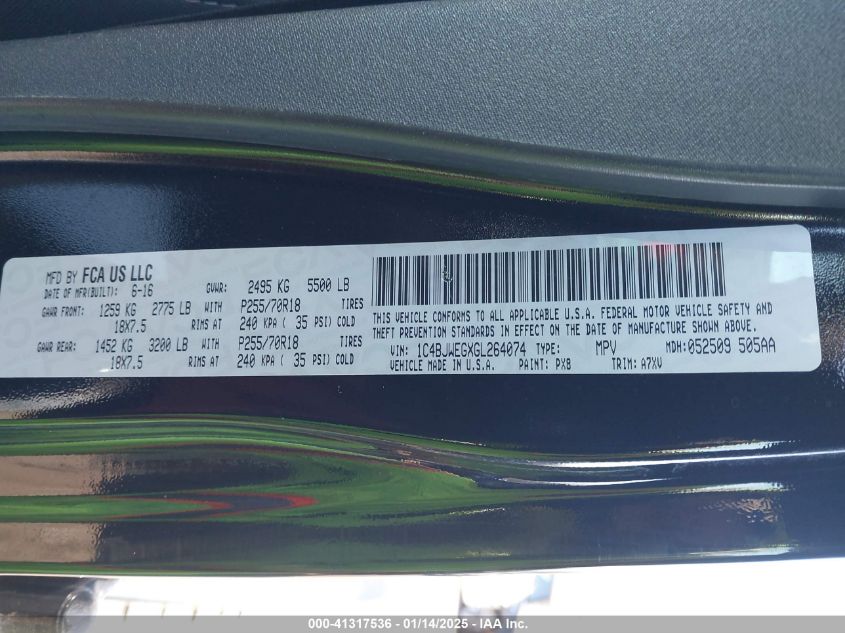 MFD BY FCA US LLC
DATE OF MFR(BUILT): 6-16 GVWR: 2495 KG 5500 LB
GAWR FRONT: 1259 KG 2775 LB WITH P255/70R18 TIRES
18X7.5 RIMS AT 240 KPA ( 35 PSI) COLD
GAWR REAR: 1452 KG 3200 LB WITH P255/70R18 TIRES
18X7.5 RIMS AT 240 KPA ( 35 PSI) COLD
THIS VEHICLE CONFORMS TO ALL APPLICABLE U.S.A. FEDERAL MOTOR VEHICLE SAFETY AND
THEFT PREVENTION STANDARDS IN EFFECT ON THE DATE OF MANUFACTURE SHOWN ABOVE.
VIN: 1C4BJWEGXGL264074 TYPE: MPV MDH: 052509 505AA
VEHICLE MADE IN U.S.A. PAINT: PX8 TRIM: A7XV
000-41317536 - 01/14/2025 - IAA Inc.